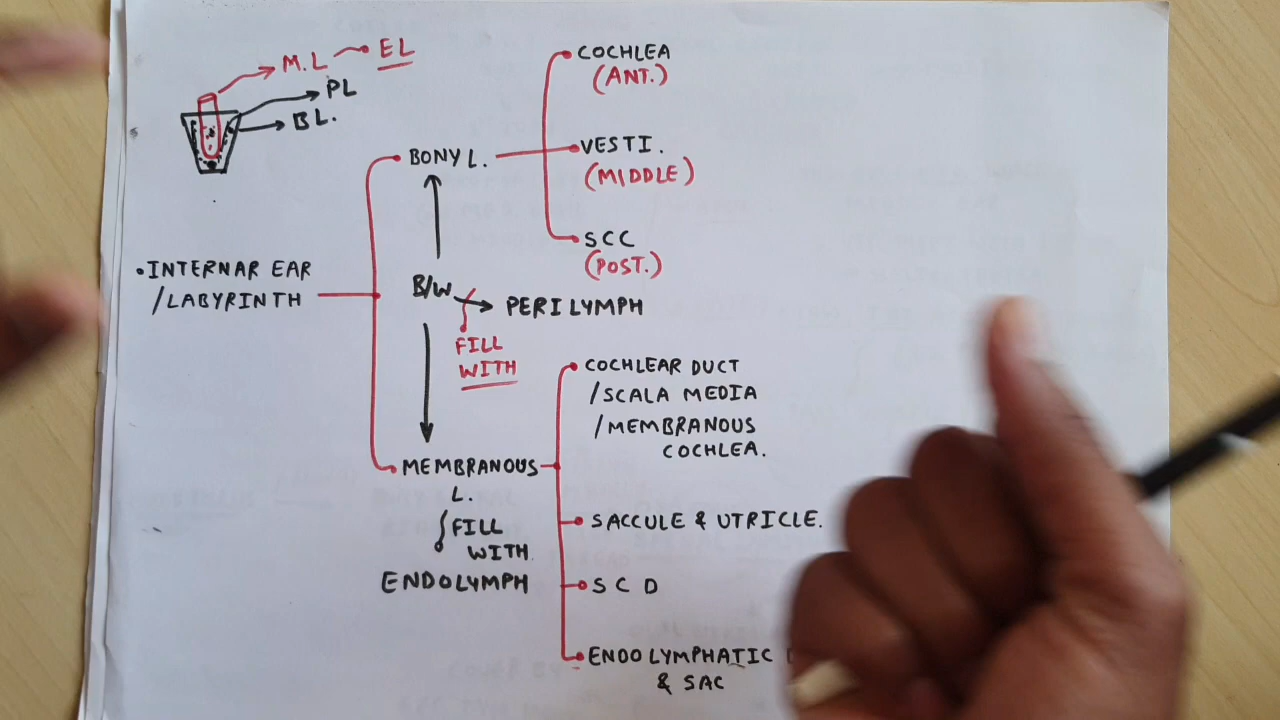 M.L EL
PL
BL.
COCHLEA
(ANT.)
BONY L.
VESTI.
(MIDDLE)
SCC
(POST.)
•INTERNAR EAR
/LABYRINTH
B/W
PERILYMPH
FILL
WITH
COCHLEAR DUCT
/SCALA MEDIA
/MEMBRANOUS
COCHLEA.
MEMBRANOUS
L.
FILL
WITH
ENDOLYMPH
SACCULE & UTRICLE.
SCD
ENDOLYMPHATIC
& SAC